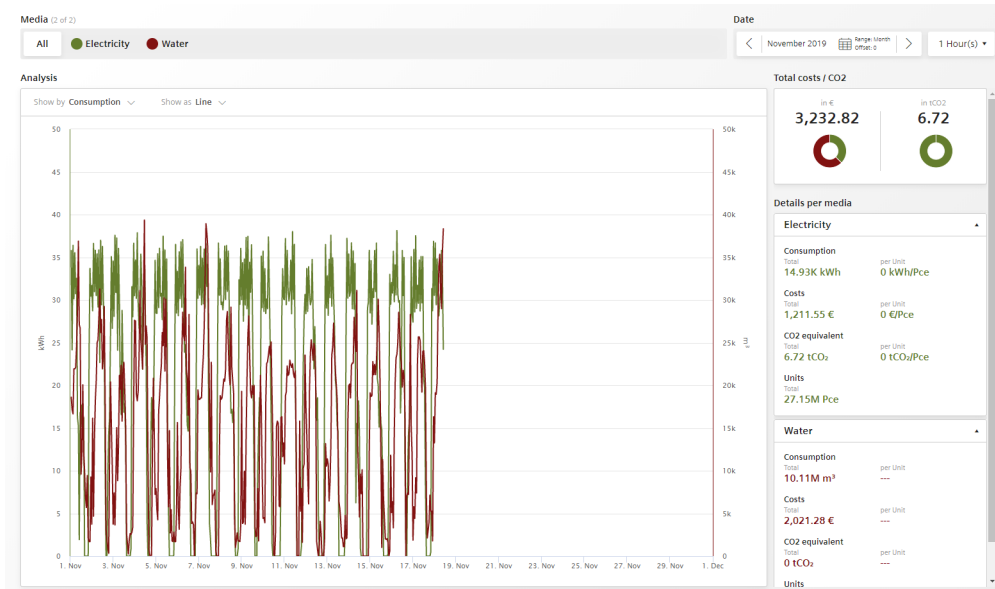 Media (2 of 2)
Date
All
Electricity
Water
November 2019
Range: Month
Offset: 0
1 Hour(s)
Analysis
Total costs / CO2
Show by Consumption
Show as Line
in €
3,232.82
in tCO2
6.72
50
45
40
35
30
25
20
15
10
5
0
kWh
50k
45k
40k
35k
30k
25k
20k
15k
10k
5k
0
m³
1. Nov
3. Nov
5. Nov
7. Nov
9. Nov
11. Nov
13. Nov
15. Nov
17. Nov
19. Nov
21. Nov
23. Nov
25. Nov
27. Nov
29. Nov
1. Dec
Details per media
Electricity
Consumption
Total per Unit
14.93K kWh 0 kWh/Pce
Costs
Total per Unit
1,211.55 € 0 €/Pce
CO2 equivalent
Total per Unit
6.72 tCO₂ 0 tCO₂/Pce
Units
Total
27.15M Pce
Water
Consumption
Total per Unit
10.11M m³ ---
Costs
Total per Unit
2,021.28 € ---
CO2 equivalent
Total per Unit
0 tCO₂ ---
Units